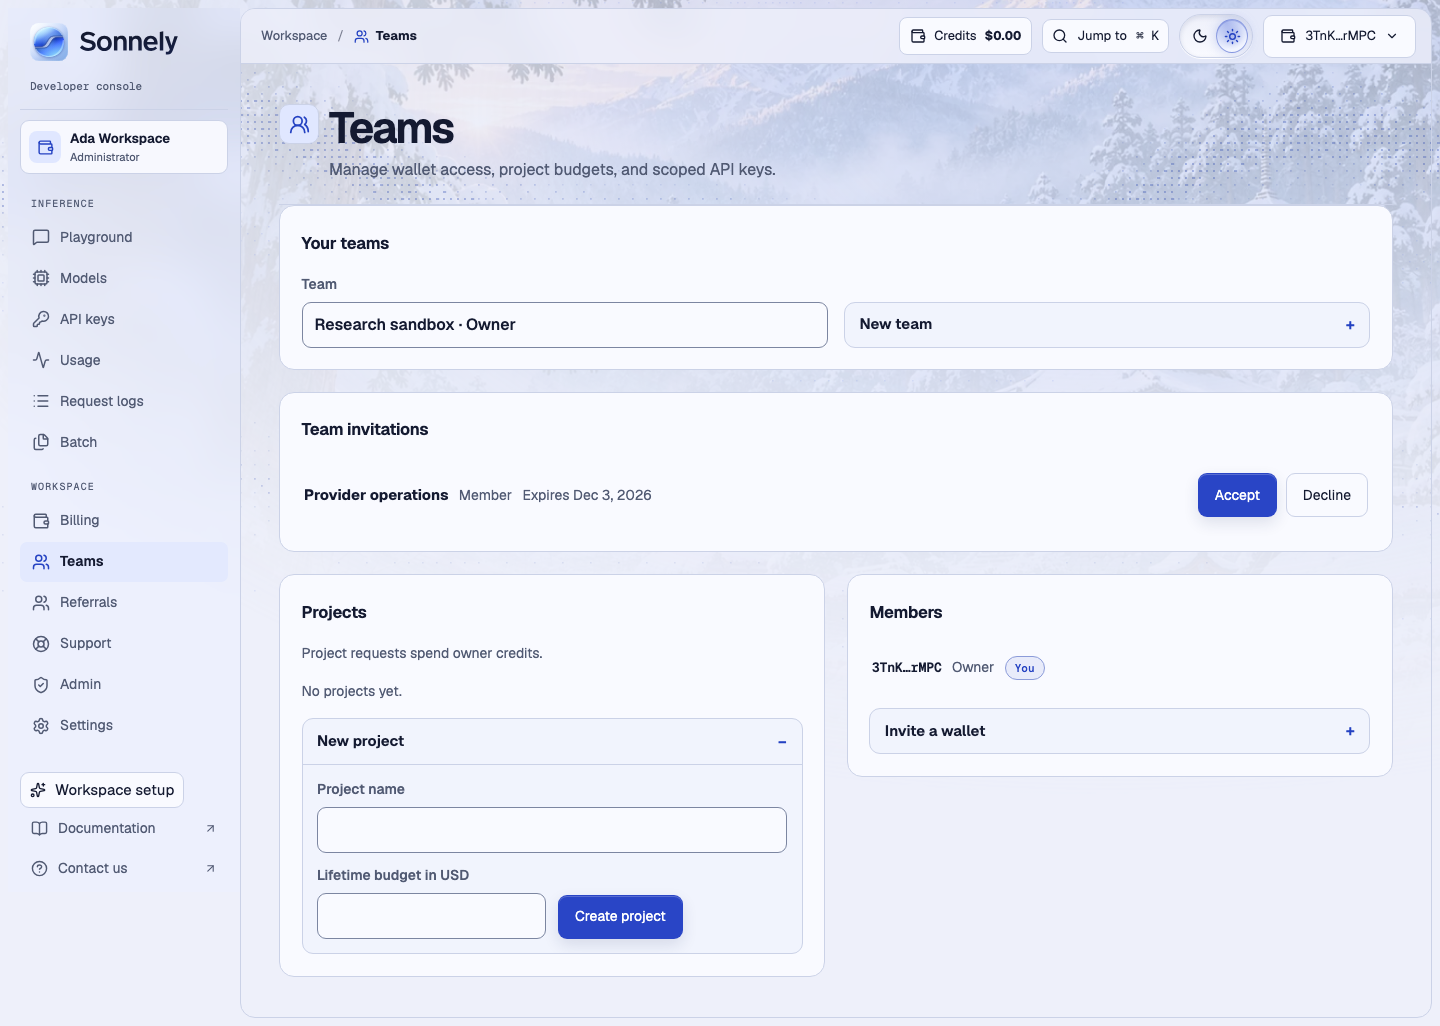 Sonnely
Developer console
Ada Workspace
Administrator
INFERENCE
Playground
Models
API keys
Usage
Request logs
Batch
WORKSPACE
Billing
Teams
Referrals
Support
Admin
Settings
Workspace setup
Documentation
Contact us
Workspace / Teams
Credits $0.00
Jump to ⌘ K
3TnK…rMPC
Teams
Manage wallet access, project budgets, and scoped API keys.
Your teams
Team
Research sandbox · Owner
New team +
Team invitations
Provider operations Member Expires Dec 3, 2026
Accept Decline
Projects
Project requests spend owner credits.
No projects yet.
New project −
Project name
Lifetime budget in USD
Create project
Members
3TnK…rMPC Owner You
Invite a wallet +